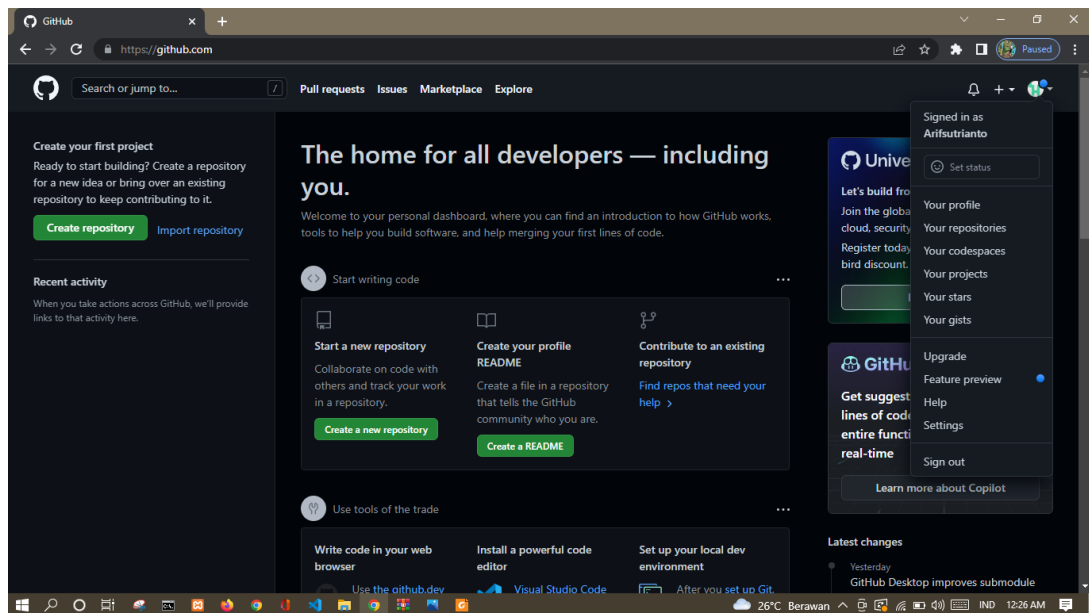 GitHub
https://github.com
Paused
Search or jump to...
/
Pull requests Issues Marketplace Explore
Create your first project
Ready to start building? Create a repository
for a new idea or bring over an existing
repository to keep contributing to it.
Create repository Import repository
Recent activity
When you take actions across GitHub, we'll provide
links to that activity here.
The home for all developers — including
you.
Welcome to your personal dashboard, where you can find an introduction to how GitHub works,
tools to help you build software, and help merging your first lines of code.
Start writing code
Start a new repository
Collaborate on code with
others and track your work
in a repository.
Create a new repository
Create your profile
README
Create a file in a repository
that tells the GitHub
community who you are.
Create a README
Contribute to an existing
repository
Find repos that need your
help
Use tools of the trade
Write code in your web
browser
Use the github.dev
Install a powerful code
editor
Visual Studio Code
Set up your local dev
environment
After you set up Git,
Let's build
Join the
cloud, security
Register
bird discount.
Get suggest
lines of code
entire
real-time
Learn more about Copilot
Latest changes
Yesterday
GitHub Desktop improves submodule
Signed in as
Arifsutrianto
Set status
Your profile
Your repositories
Your codespaces
Your projects
Your stars
Your gists
Upgrade
Feature preview
Help
Settings
Sign out
26°C Berawan IND 12:26 AM